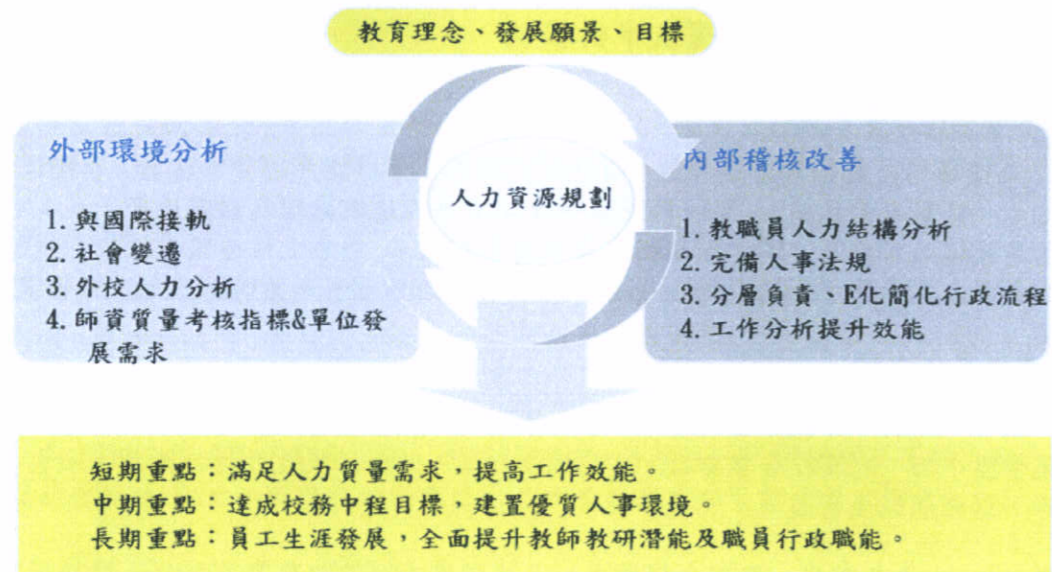 教育理念、發展願景、目標
外部環境分析
1. 與國際接軌
2. 社會變遷
3. 外校人力分析
4. 師資質量考核指標&單位發
展需求
人力資源規劃
內部稽核改善
1. 教職員人力結構分析
2. 完備人事法規
3. 分層負責、E化簡化行政流程
4. 工作分析提升效能
短期重點：滿足人力質量需求，提高工作效能。
中期重點：達成校務中程目標，建置優質人事環境。
長期重點：員工生涯發展，全面提升教師教研潛能及職員行政職能。